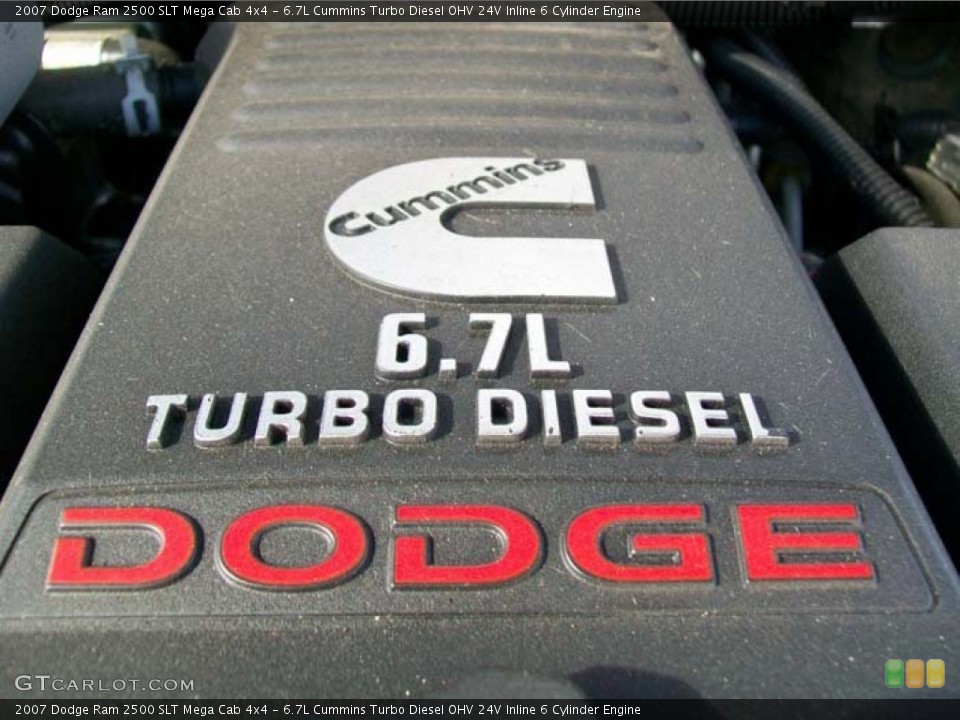 2007 Dodge Ram 2500 SLT Mega Cab 4x4 – 6.7L Cummins Turbo Diesel OHV 24V Inline 6 Cylinder Engine
Cummins
6.7L
TURBO DIESEL
DODGE
GTCARLOT.COM
2007 Dodge Ram 2500 SLT Mega Cab 4x4 – 6.7L Cummins Turbo Diesel OHV 24V Inline 6 Cylinder Engine